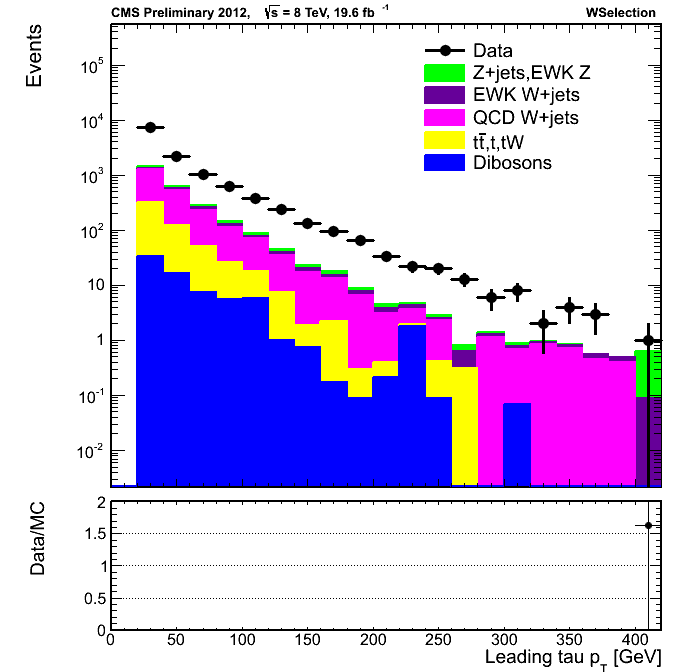 CMS Preliminary 2012, √s = 8 TeV, 19.6 fb⁻¹ WSelection
Events
Data
Z+jets,EWK Z
EWK W+jets
QCD W+jets
tt̄,t,tW
Dibosons
10⁵
10⁴
10³
10²
10
1
10⁻¹
10⁻²
Data/MC
2
1.5
1
0.5
0
0 50 100 150 200 250 300 350 400
Leading tau p_T [GeV]